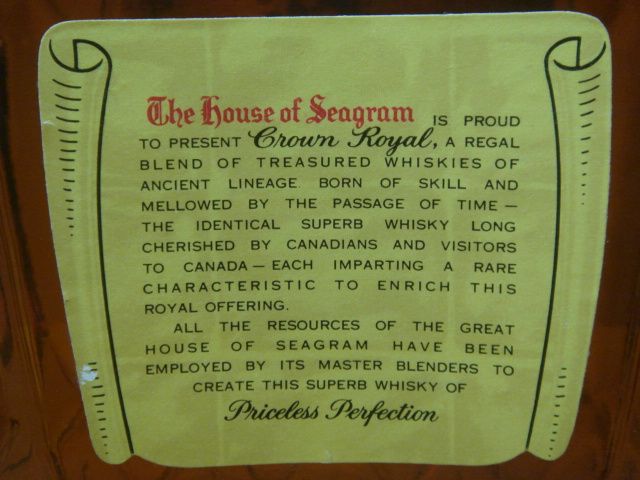 The House of Seagram IS PROUD
TO PRESENT Crown Royal, A REGAL
BLEND OF TREASURED WHISKIES OF
ANCIENT LINEAGE. BORN OF SKILL AND
MELLOWED BY THE PASSAGE OF TIME —
THE IDENTICAL SUPERB WHISKY LONG
CHERISHED BY CANADIANS AND VISITORS
TO CANADA — EACH IMPARTING A RARE
CHARACTERISTIC TO ENRICH THIS
ROYAL OFFERING.
ALL THE RESOURCES OF THE GREAT
HOUSE OF SEAGRAM HAVE BEEN
EMPLOYED BY ITS MASTER BLENDERS TO
CREATE THIS SUPERB WHISKY OF
Priceless Perfection